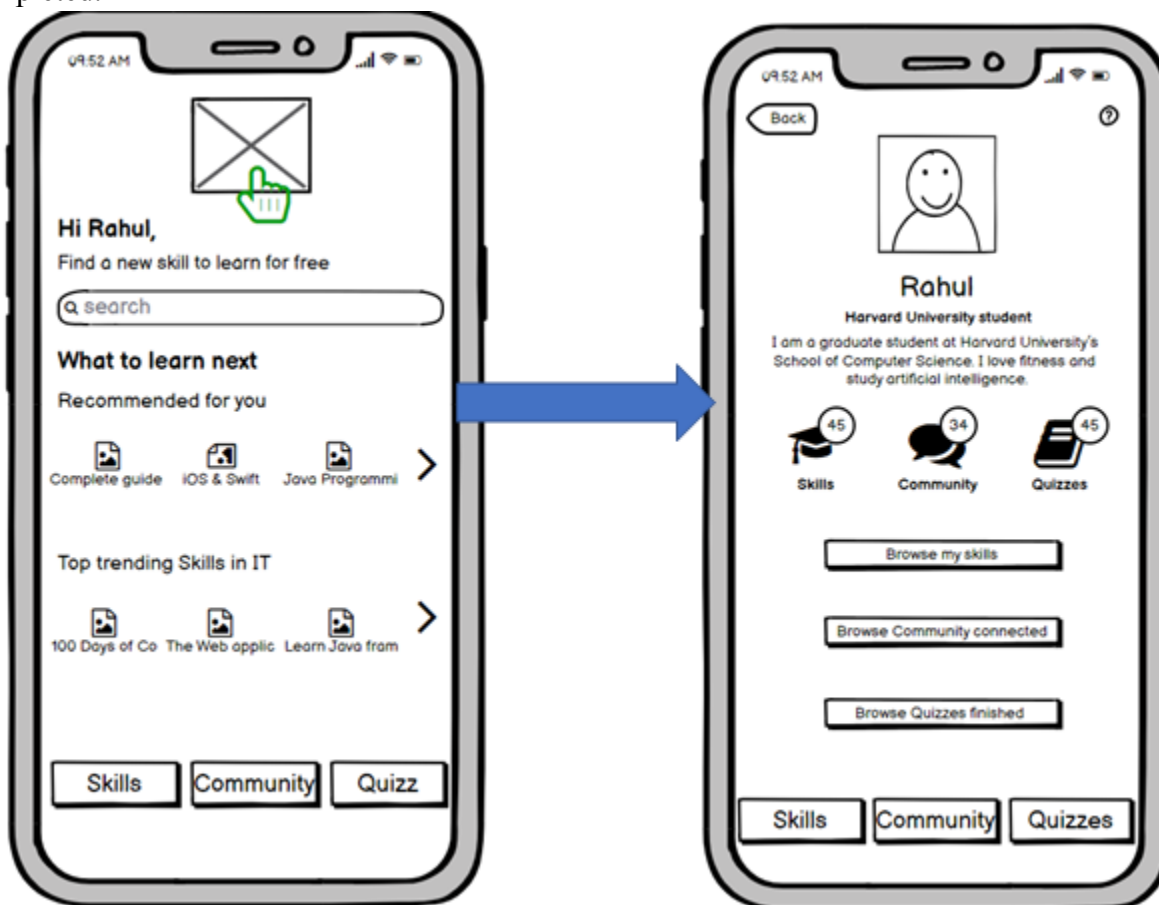 09:52 AM
Hi Rahul,
Find a new skill to learn for free
search
What to learn next
Recommended for you
Complete guide iOS & Swift Java Programmi
Top trending Skills in IT
100 Days of Co The Web applic Learn Java from
Skills Community Quizz
09:52 AM
Back ?
Rahul
Harvard University student
I am a graduate student at Harvard University's
School of Computer Science. I love fitness and
study artificial intelligence.
45 34 45
Skills Community Quizzes
Browse my skills
Browse Community connected
Browse Quizzes finished
Skills Community Quizzes